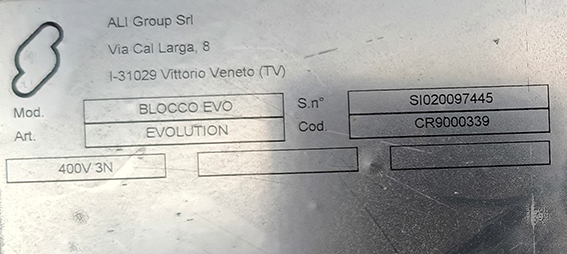 ALI Group Srl
Via Cal Larga, 8
I-31029 Vittorio Veneto (TV)
Mod. BLOCCO EVO S.n° SI020097445
Art. EVOLUTION Cod. CR9000339
400V 3N